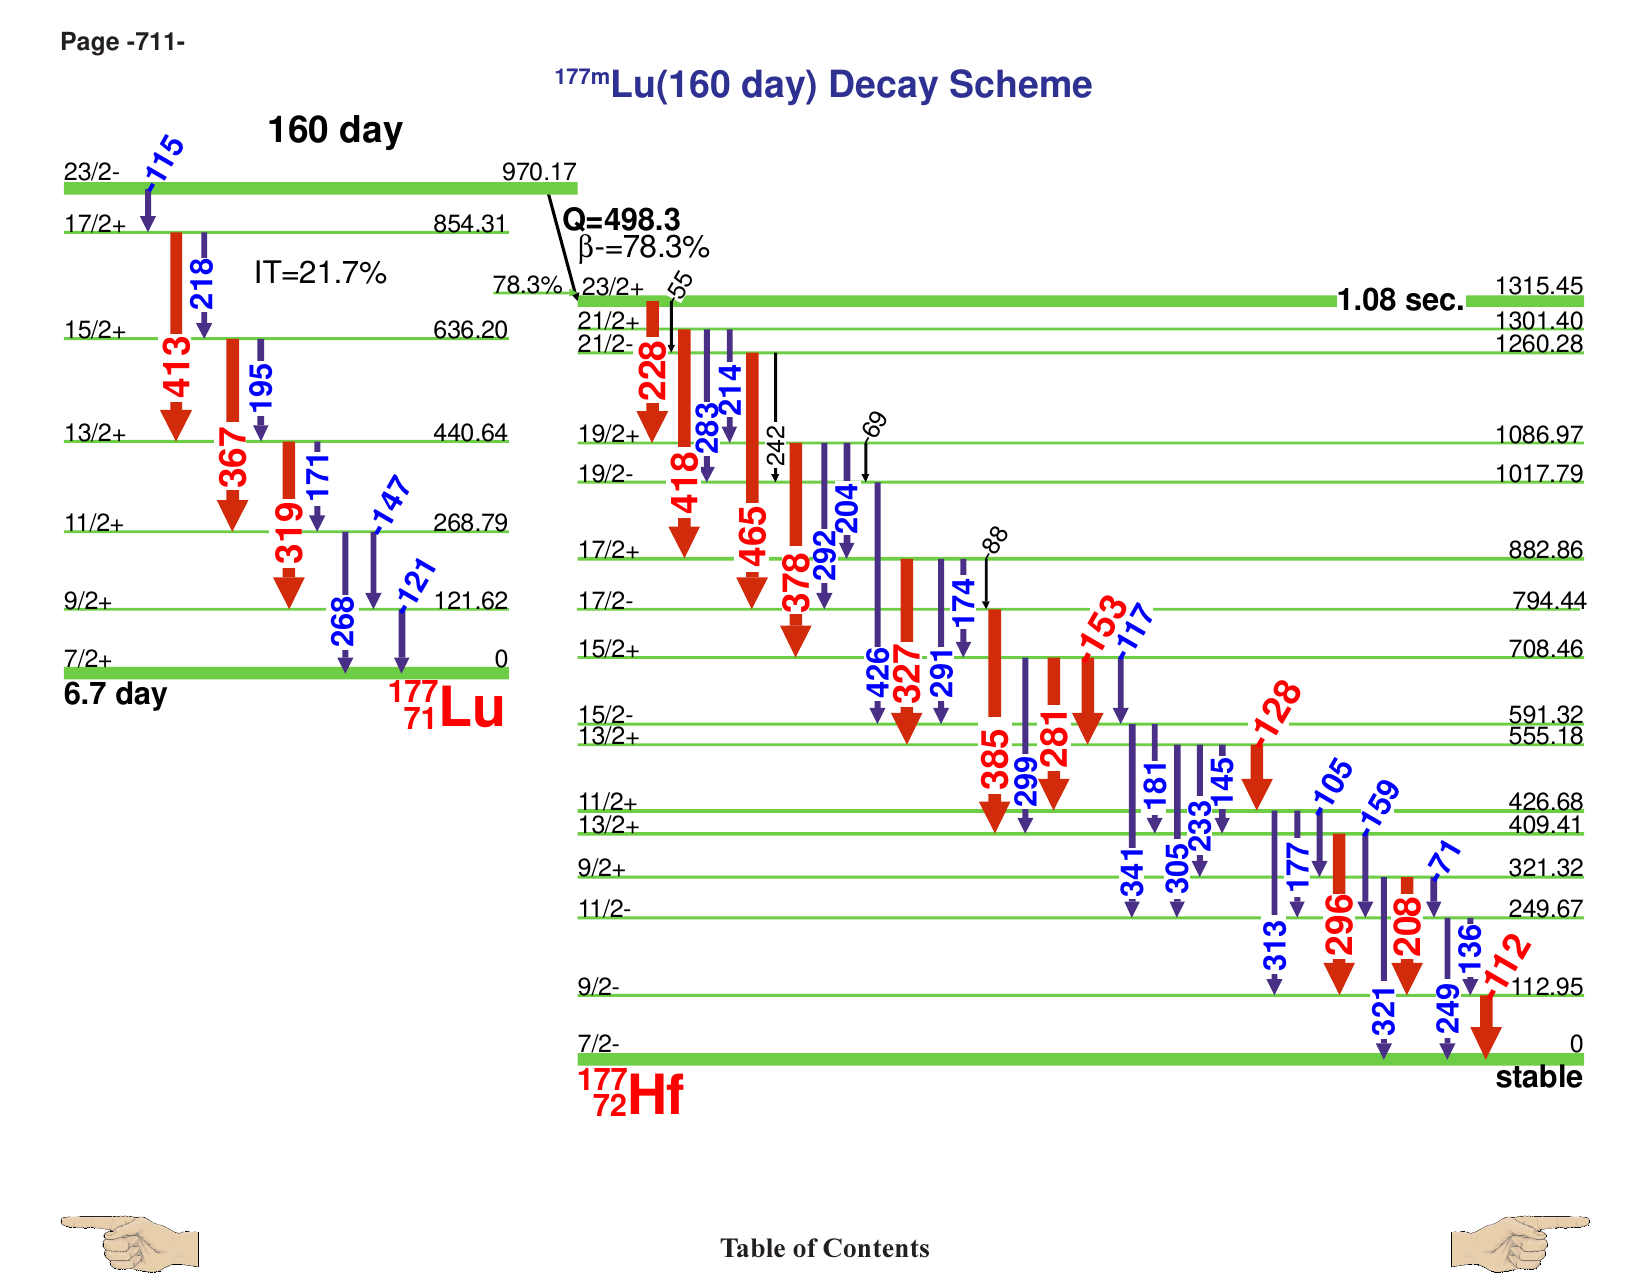 Page -711-
177mLu(160 day) Decay Scheme
160 day
115
23/2- 970.17
Q=498.3
17/2+ 854.31
β-=78.3%
IT=21.7%
218
78.3% 23/2+ 55 1315.45
1.08 sec.
21/2+ 1301.40
15/2+ 636.20
21/2- 1260.28
413 195 228 283 214
13/2+ 440.64
19/2+ 69 1086.97
367 171 147 418 242
19/2- 1017.79
319 465 204
11/2+ 268.79
17/2+ 292 88 882.86
378
121
9/2+ 121.62
17/2- 794.44
268 174 153 117
7/2+ 0
15/2+ 708.46
6.7 day
177
71Lu
426 327 291
15/2- 591.32
13/2+ 128 555.18
385 299 281 181 145
11/2+ 105 159 426.68
13/2+ 409.41
233
9/2+ 71 321.32
341 305 177
11/2- 249.67
313 296 208 136 112
9/2- 112.95
321 249
7/2- 0
stable
177
72Hf
Table of Contents